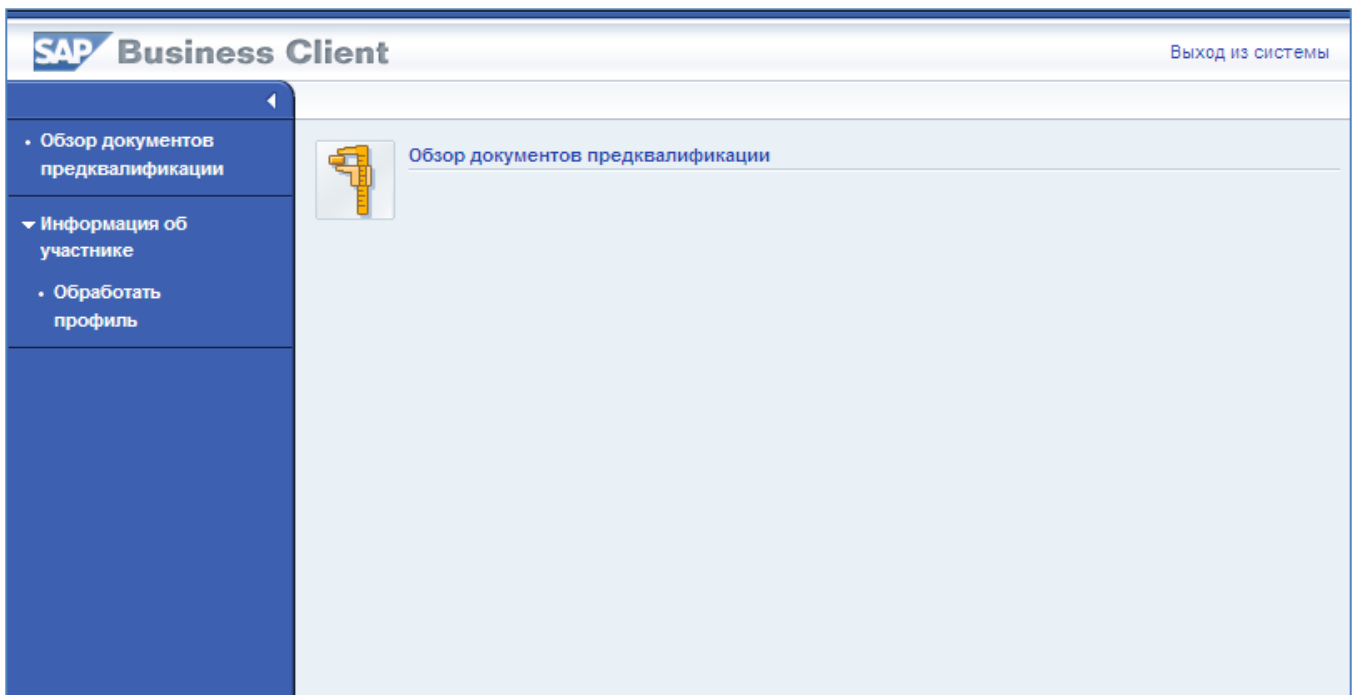 SAP Business Client
Выход из системы
Обзор документов
предквалификации
Информация об
участнике
Обработать
профиль
Обзор документов предквалификации